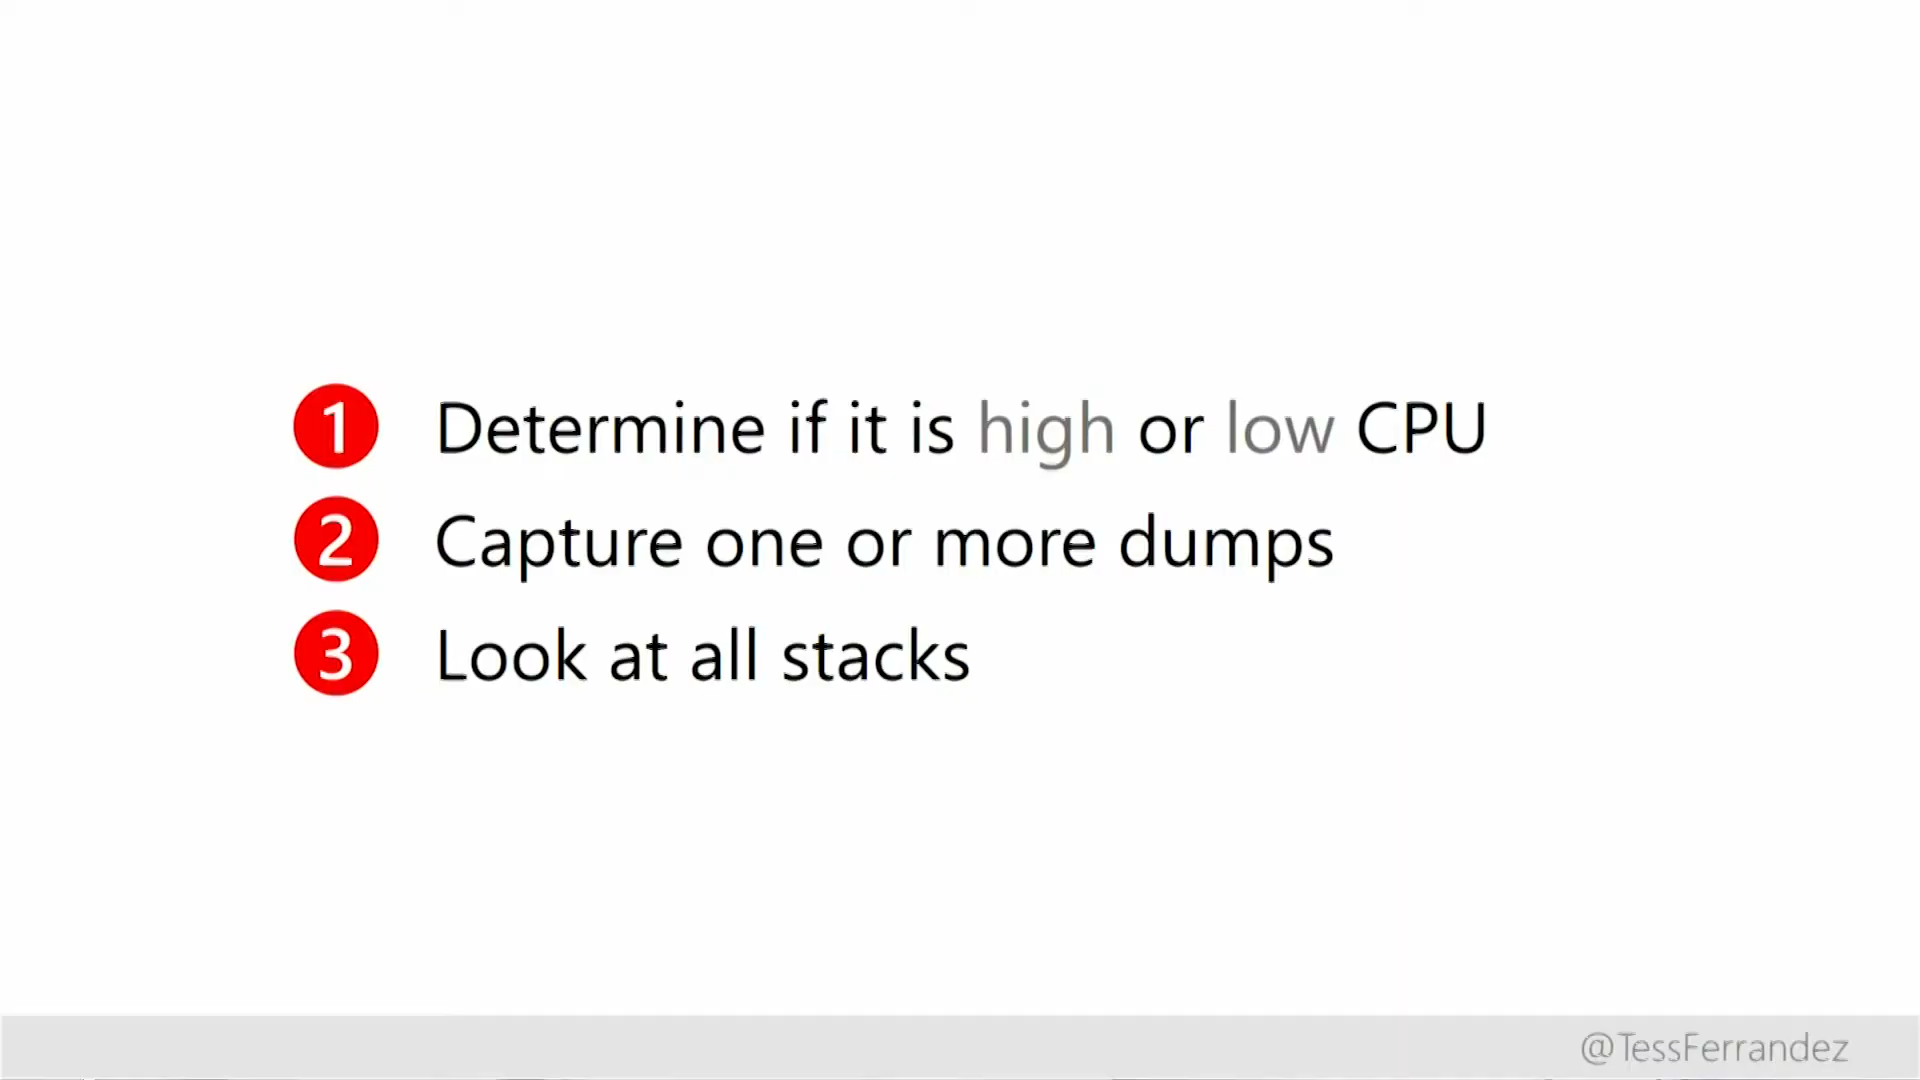 1 Determine if it is high or low CPU
2 Capture one or more dumps
3 Look at all stacks
@TessFerrandez